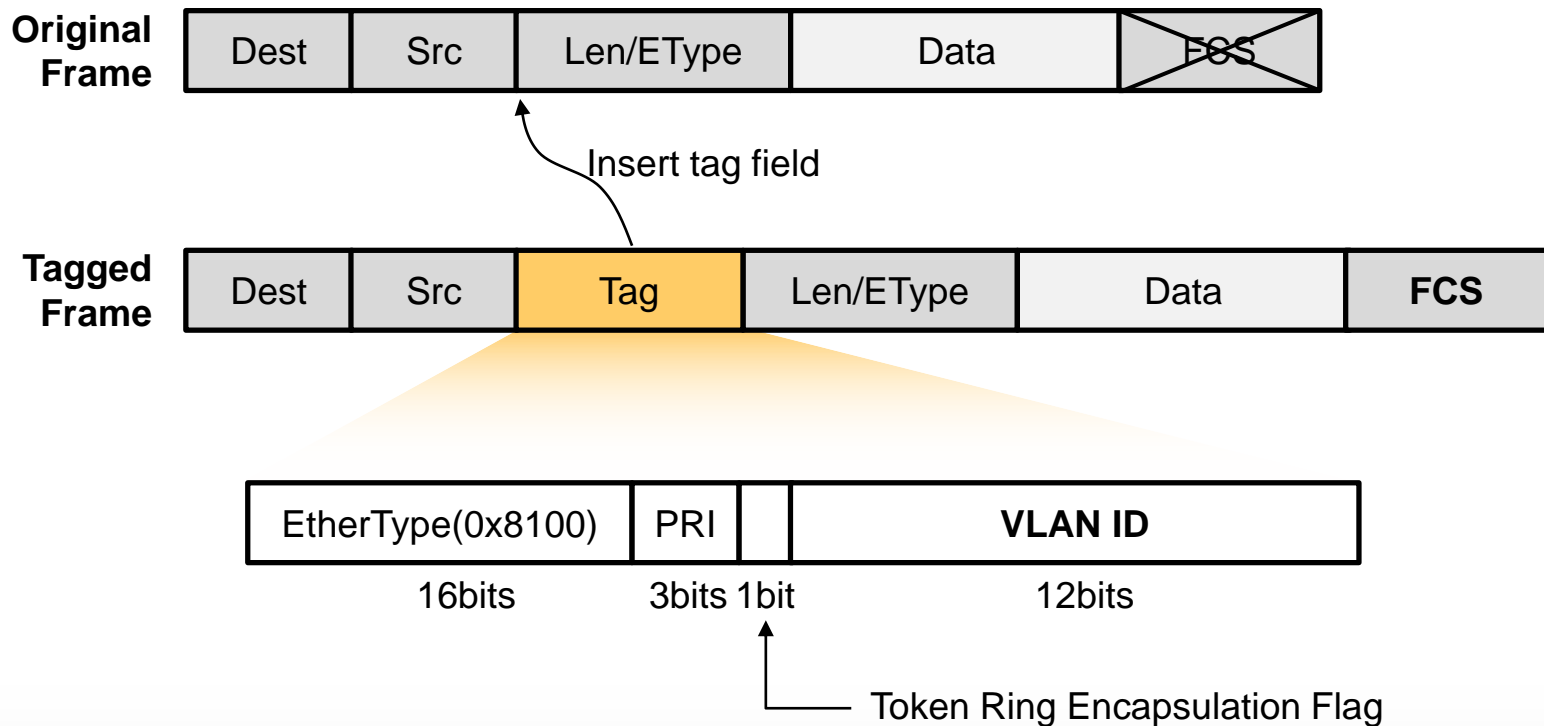 Original
Frame
Dest Src Len/EType Data FCS
Insert tag field
Tagged
Frame
Dest Src Tag Len/EType Data FCS
EtherType(0x8100) PRI VLAN ID
16bits 3bits 1bit 12bits
Token Ring Encapsulation Flag